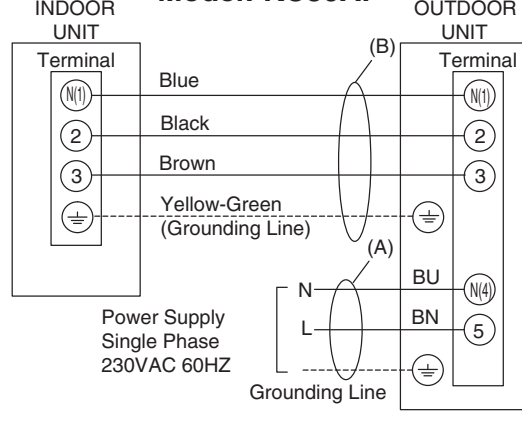 INDOOR
UNIT
OUTDOOR
UNIT
Terminal
Terminal
(B)
N(1)
Blue
N(1)
2
Black
2
3
Brown
3
Yellow-Green
(Grounding Line)
(A)
N
BU
N(4)
L
BN
5
Power Supply
Single Phase
230VAC 60HZ
Grounding Line